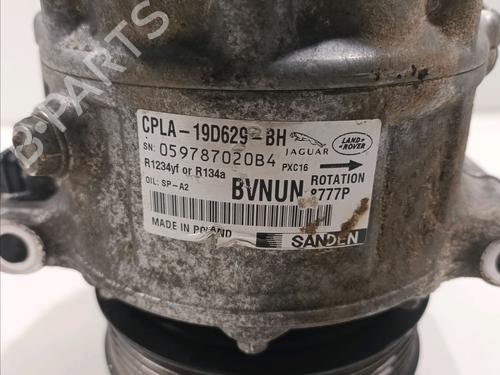 B-PARTS
CPLA-19D629-BH
JAGUAR
LAND
ROVER
SN: 059787020B4
PXC16
R1234yf or R134a
OIL: SP-A2
BVNUN
ROTATION
8777P
MADE IN POLAND
SANDEN